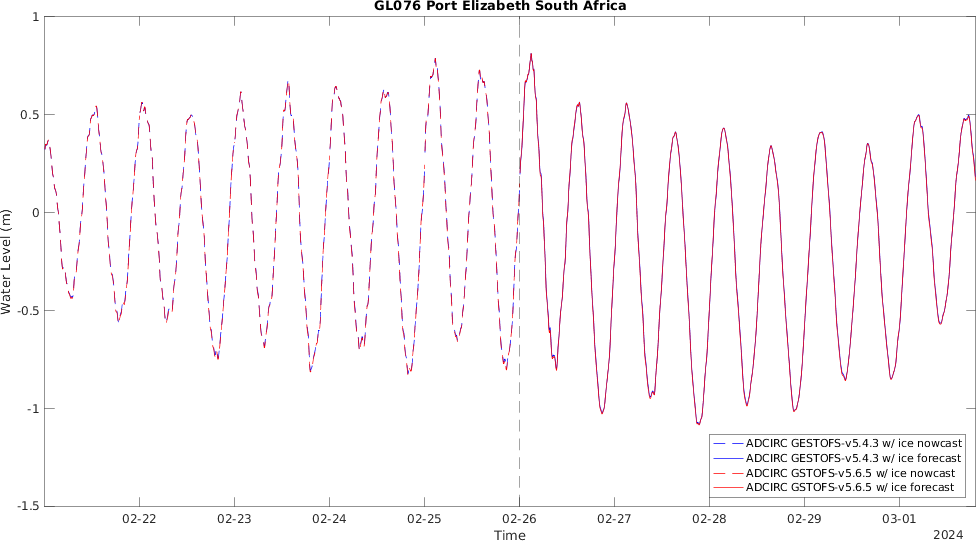 GL076 Port Elizabeth South Africa
1
0.5
0
-0.5
-1
-1.5
Water Level (m)
ADCIRC GESTOFS-v5.4.3 w/ ice nowcast
ADCIRC GESTOFS-v5.4.3 w/ ice forecast
ADCIRC GSTOFS-v5.6.5 w/ ice nowcast
ADCIRC GSTOFS-v5.6.5 w/ ice forecast
02-22 02-23 02-24 02-25 02-26 02-27 02-28 02-29 03-01
Time
2024